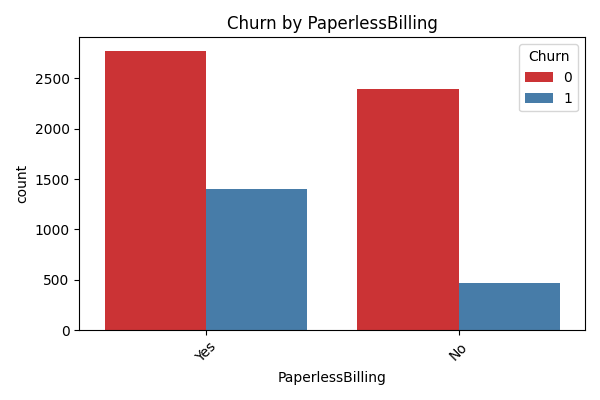 Churn by PaperlessBilling
Churn
0
1
count
2500
2000
1500
1000
500
0
Yes
No
PaperlessBilling